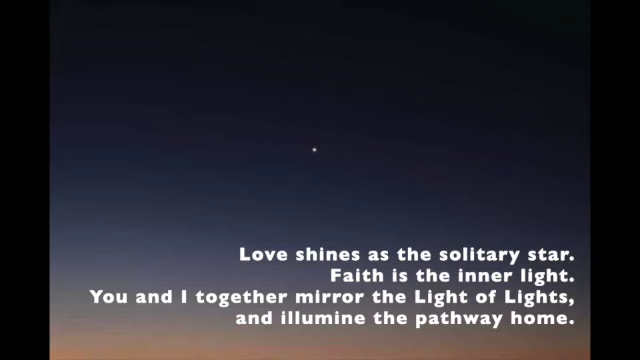 Love shines as the solitary star.
Faith is the inner light.
You and I together mirror the Light of Lights,
and illumine the pathway home.